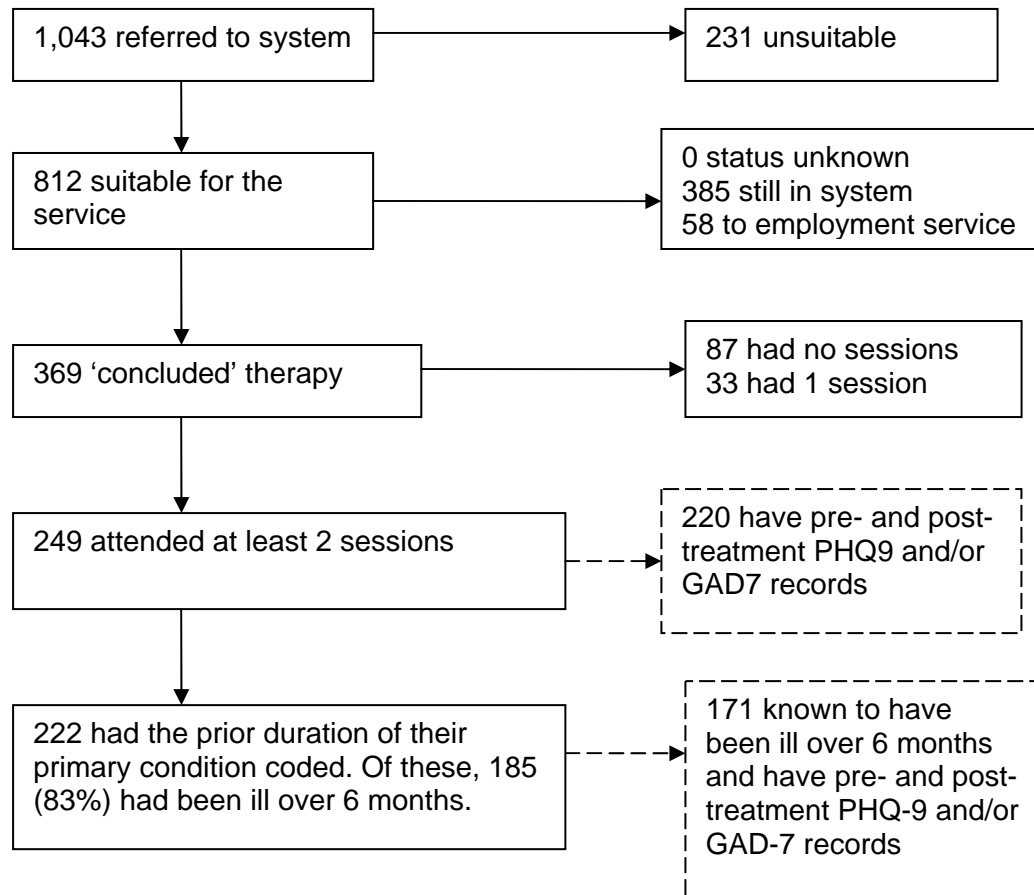 1,043 referred to system
231 unsuitable
812 suitable for the
service
0 status unknown
385 still in system
58 to employment service
369 ‘concluded’ therapy
87 had no sessions
33 had 1 session
249 attended at least 2 sessions
220 have pre- and post-
treatment PHQ9 and/or
GAD7 records
222 had the prior duration of their
primary condition coded. Of these, 185
(83%) had been ill over 6 months.
171 known to have
been ill over 6 months
and have pre- and post-
treatment PHQ-9 and/or
GAD-7 records